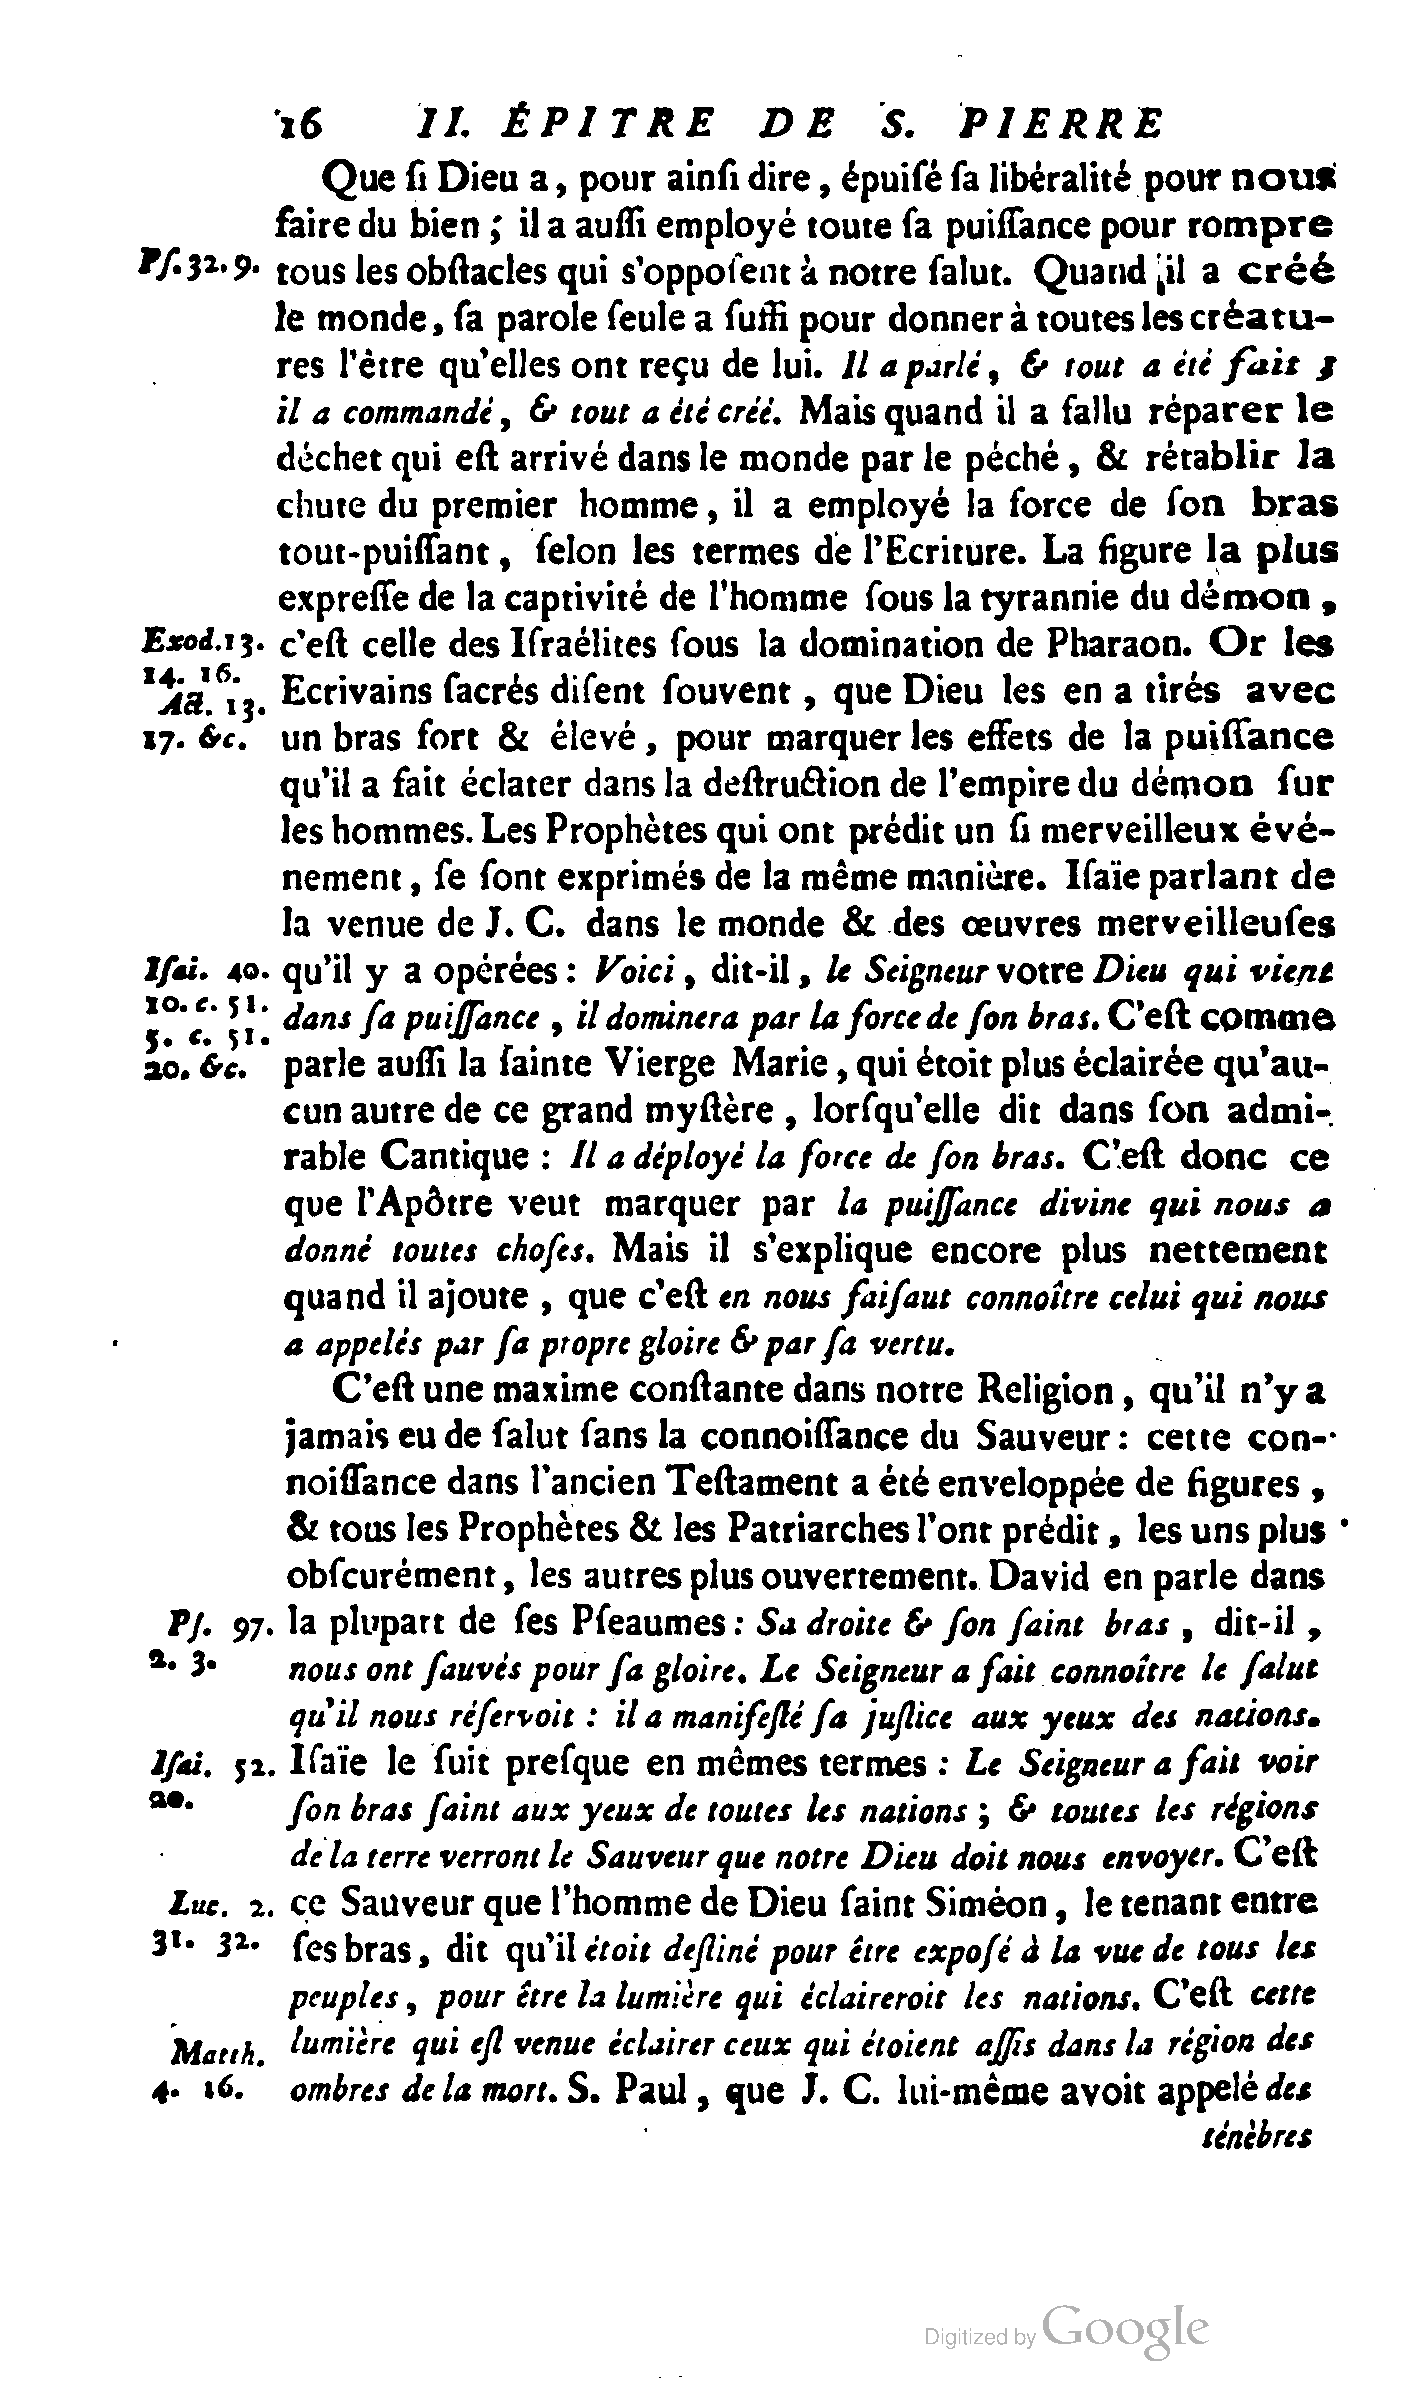 16 II. ÉPITRE DE S. PIERRE
Que ſi Dieu a, pour ainſi dire, épuiſé ſa libéralité pour nous
faire du bien; il a auſſi employé toute ſa puiſſance pour rompre
Pſ. 32. 9. tous les obſtacles qui s'oppoſent à notre ſalut. Quand il a créé
le monde, ſa parole ſeule a ſuffi pour donner à toutes les créatu-
res l'être qu'elles ont reçu de lui. Il a parlé, & tout a été fait;
il a commandé, & tout a été créé. Mais quand il a fallu réparer le
déchet qui eſt arrivé dans le monde par le péché, & rétablir la
chute du premier homme, il a employé la force de ſon bras
tout-puiſſant, ſelon les termes de l'Ecriture. La figure la plus
expreſſe de la captivité de l'homme ſous la tyrannie du démon,
Exod. 13. c'eſt celle des Iſraélites ſous la domination de Pharaon. Or les
14. 16.
Act. 13. Ecrivains ſacrés diſent ſouvent, que Dieu les en a tirés avec
17. &c. un bras fort & élevé, pour marquer les effets de la puiſſance
qu'il a fait éclater dans la deſtruction de l'empire du démon ſur
les hommes. Les Prophètes qui ont prédit un ſi merveilleux évé-
nement, ſe ſont exprimés de la même manière. Iſaïe parlant de
la venue de J. C. dans le monde & des œuvres merveilleuſes
Iſai. 40. qu'il y a opérées: Voici, dit-il, le Seigneur votre Dieu qui vient
10. c. 51. dans ſa puiſſance, il dominera par la force de ſon bras. C'eſt comme
5. c. 51.
20. &c. parle auſſi la ſainte Vierge Marie, qui étoit plus éclairée qu'au-
cun autre de ce grand myſtère, lorſqu'elle dit dans ſon admi-
rable Cantique: Il a déployé la force de ſon bras. C'eſt donc ce
que l'Apôtre veut marquer par la puiſſance divine qui nous a
donné toutes choſes. Mais il s'explique encore plus nettement
quand il ajoute, que c'eſt en nous faiſaut connoître celui qui nous
a appelés par ſa propre gloire & par ſa vertu.
C'eſt une maxime conſtante dans notre Religion, qu'il n'y a
jamais eu de ſalut ſans la connoiſſance du Sauveur: cette con-
noiſſance dans l'ancien Teſtament a été enveloppée de figures,
& tous les Prophètes & les Patriarches l'ont prédit, les uns plus
obſcurément, les autres plus ouvertement. David en parle dans
Pſ. 97. la plupart de ſes Pſeaumes: Sa droite & ſon ſaint bras, dit-il,
2. 3. nous ont ſauvés pour ſa gloire. Le Seigneur a fait connoître le ſalut
qu'il nous réſervoit: il a manifeſté ſa juſtice aux yeux des nations.
Iſai. 52. Iſaïe le ſuit preſque en mêmes termes: Le Seigneur a fait voir
20. ſon bras ſaint aux yeux de toutes les nations; & toutes les régions
de la terre verront le Sauveur que notre Dieu doit nous envoyer. C'eſt
Luc. 2. ce Sauveur que l'homme de Dieu ſaint Siméon, le tenant entre
31. 32. ſes bras, dit qu'il étoit deſtiné pour être expoſé à la vue de tous les
peuples, pour être la lumière qui éclaireroit les nations. C'eſt cette
Matth. lumière qui eſt venue éclairer ceux qui étoient aſſis dans la région des
4. 16. ombres de la mort. S. Paul, que J. C. lui-même avoit appelé des
ténèbres
Digitized by Google